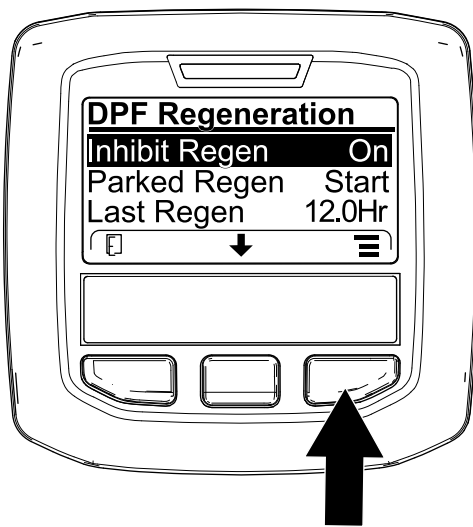 DPF Regeneration
Inhibit Regen On
Parked Regen Start
Last Regen 12.0Hr